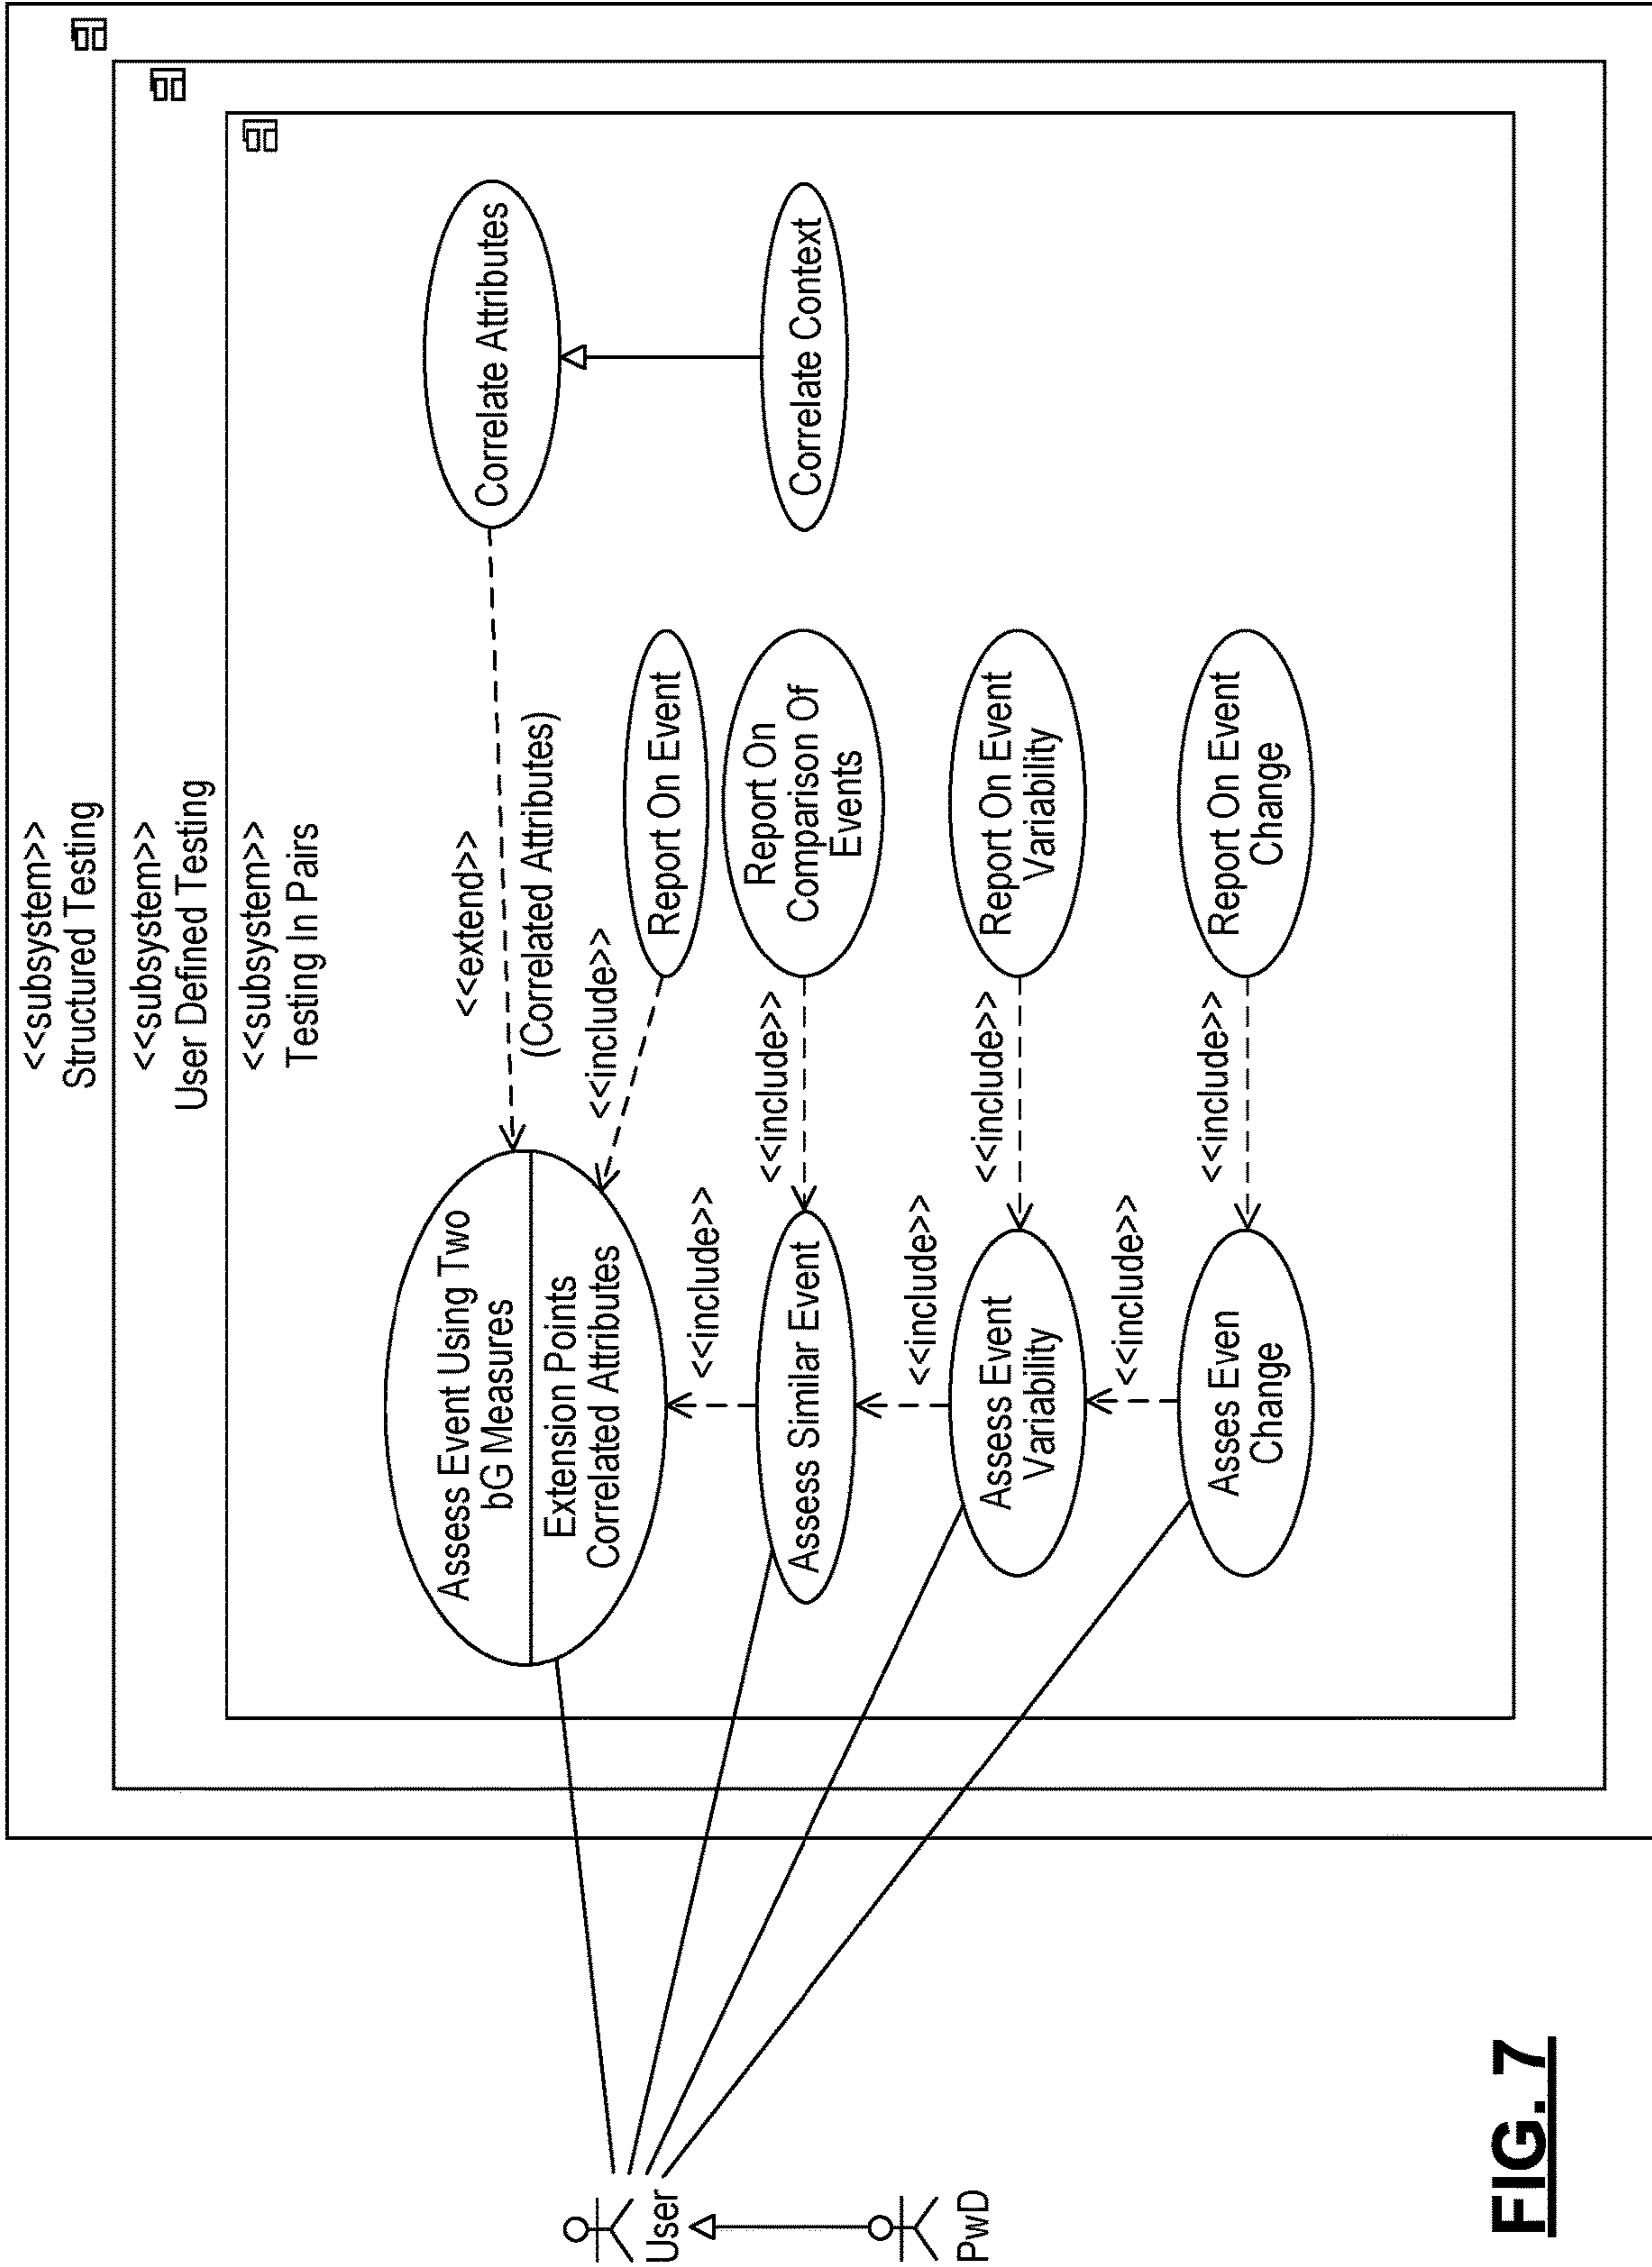 <<subsystem>>
Structured Testing
<<subsystem>>
User Defined Testing
<<subsystem>>
Testing In Pairs
Assess Event Using Two
bG Measures
Extension Points
Correlated Attributes
<<extend>>
(Correlated Attributes)
Correlate Attributes
<<include>>
Report On Event
<<include>>
Assess Similar Event
<<include>>
Report On
Comparison Of
Events
Correlate Context
<<include>>
Assess Event
Variability
<<include>>
Report On Event
Variability
<<include>>
Asses Even
Change
<<include>>
Report On Event
Change
User
PwD
FIG. 7